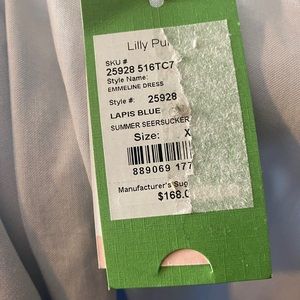 Lilly Pu
SKU #
25928 516TC7
Style Name:
EMMELINE DRESS
Style #: 25928
LAPIS BLUE
SUMMER SEERSUCKER
Size: X
889069 177
Manufacturer's Sug
$168.0